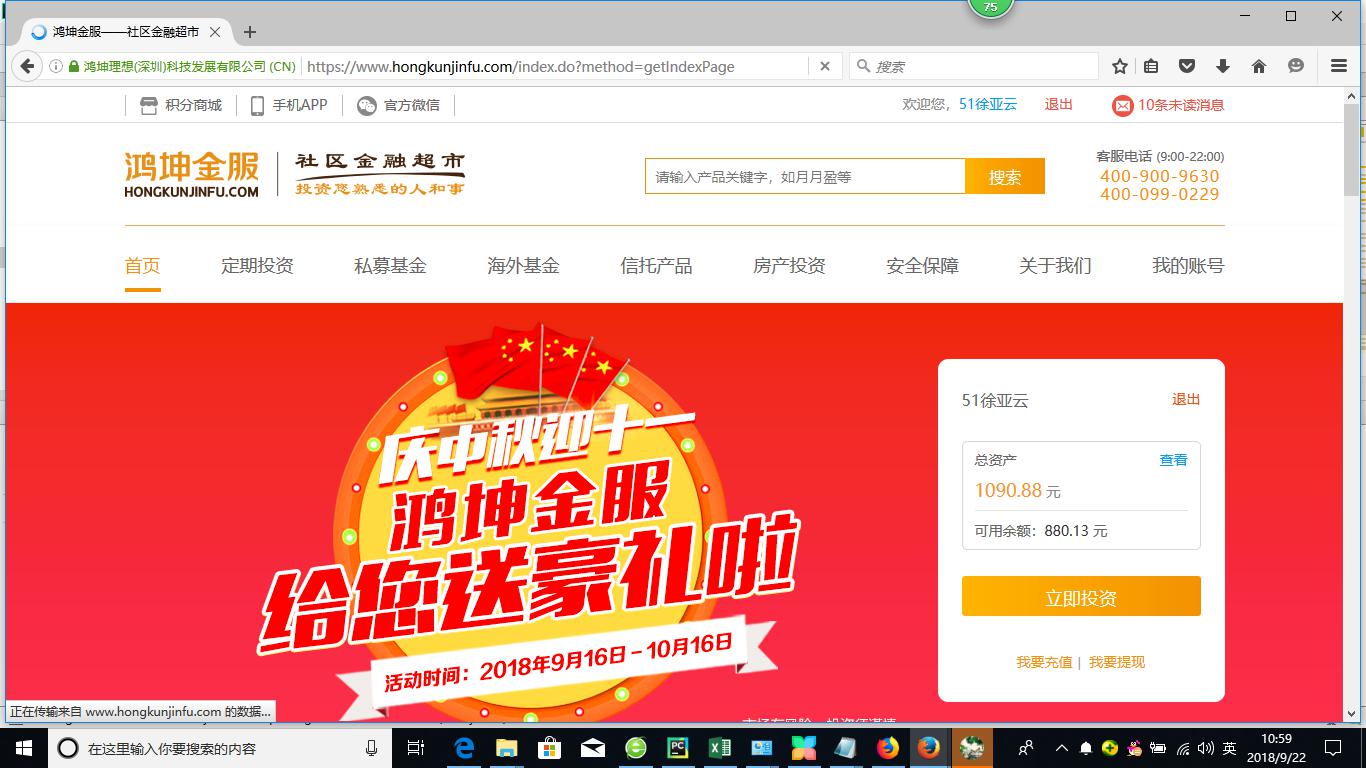 75
鸿坤金服——社区金融超市
鸿坤理想(深圳)科技发展有限公司 (CN)
https://www.hongkunjinfu.com/index.do?method=getIndexPage
搜索
积分商城
手机APP
官方微信
欢迎您，51徐亚云
退出
10条未读消息
鸿坤金服
HONGKUNJINFU.COM
社区金融超市
投资您熟悉的人和事
请输入产品关键字，如月月盈等
搜索
客服电话 (9:00-22:00)
400-900-9630
400-099-0229
首页
定期投资
私募基金
海外基金
信托产品
房产投资
安全保障
关于我们
我的账号
庆中秋迎十一
鸿坤金服
给您送豪礼啦
活动时间：2018年9月16日-10月16日
51徐亚云
退出
总资产
查看
1090.88 元
可用余额：880.13 元
立即投资
我要充值 | 我要提现
正在传输来自 www.hongkunjinfu.com 的数据...
在这里输入你要搜索的内容
英
10:59
2018/9/22